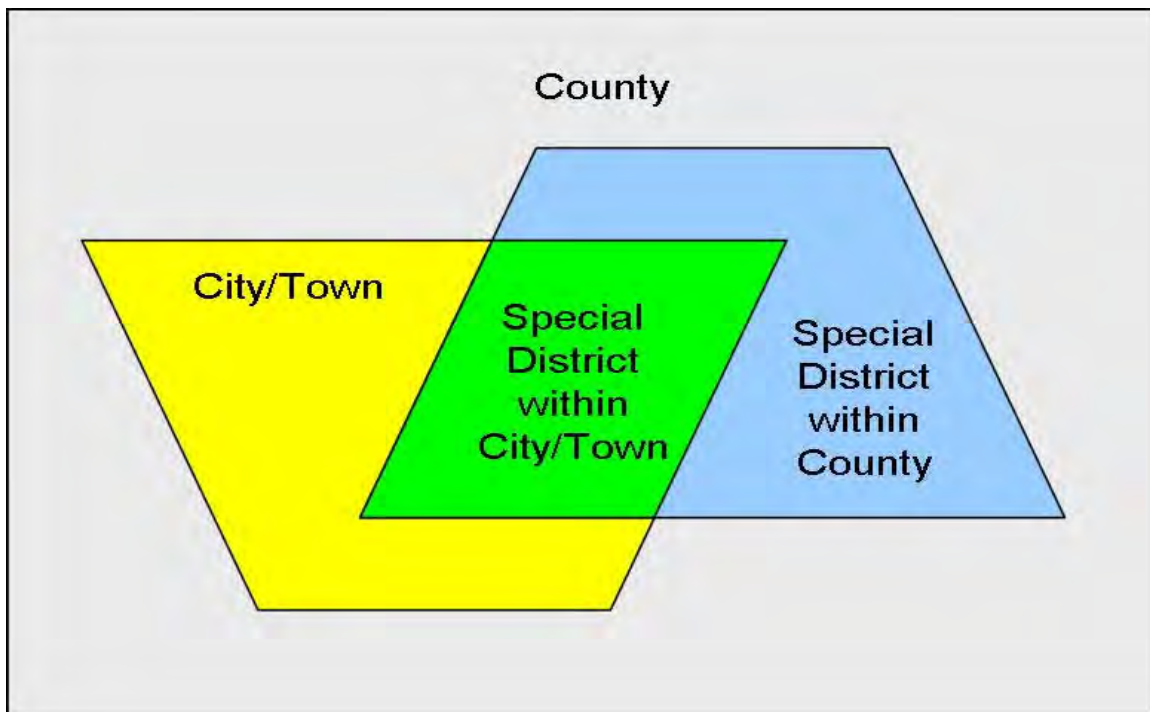 County
City/Town
Special
District
within
City/Town
Special
District
within
County